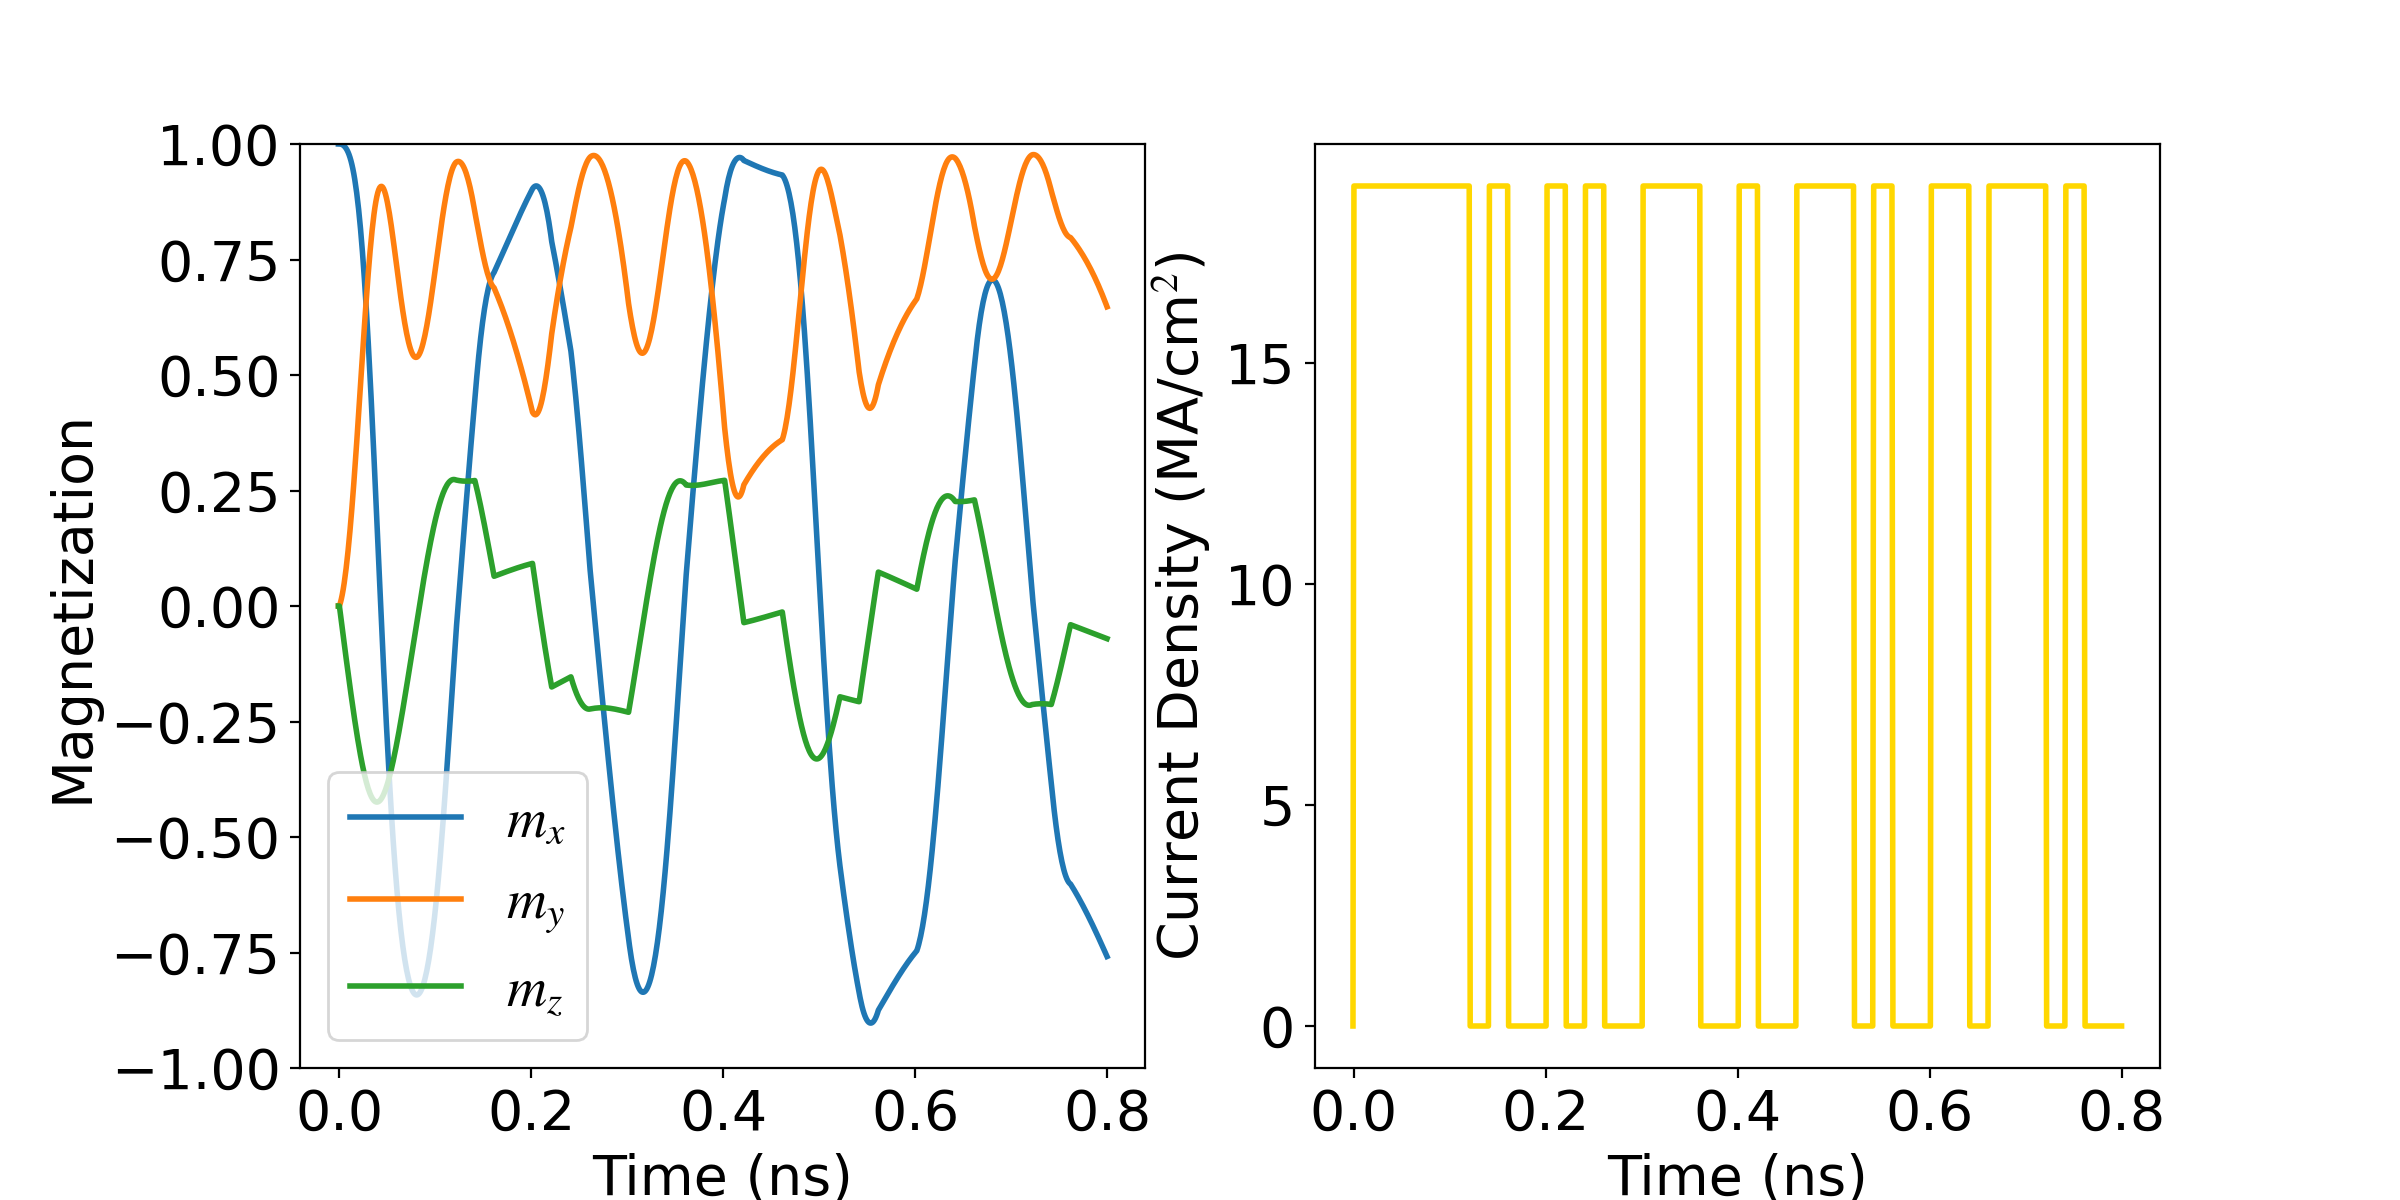 Magnetization
1.00
0.75
0.50
0.25
0.00
−0.25
−0.50
−0.75
−1.00
m_x
m_y
m_z
0.0 0.2 0.4 0.6 0.8
Time (ns)
Current Density (MA/cm²)
15
10
5
0
0.0 0.2 0.4 0.6 0.8
Time (ns)